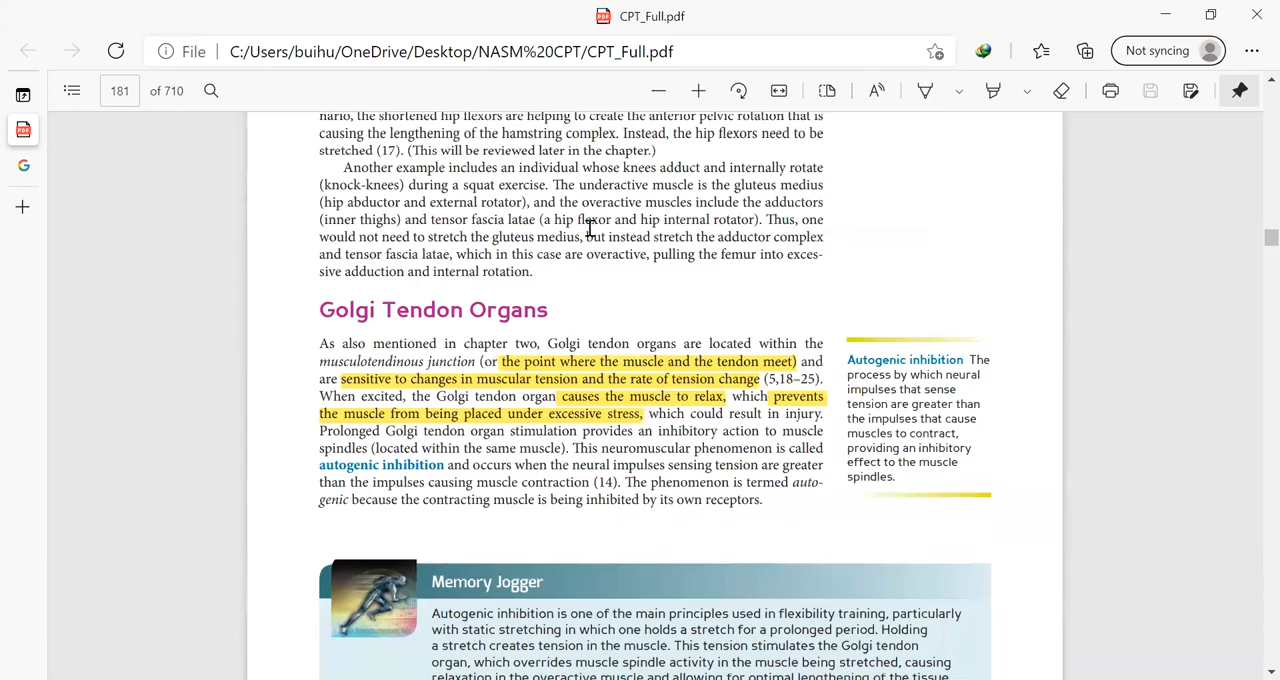 CPT_Full.pdf
File
C:/Users/buihu/OneDrive/Desktop/NASM%20CPT/CPT_Full.pdf
Not syncing
181 of 710
nario, the shortened hip flexors are helping to create the anterior pelvic rotation that is
causing the lengthening of the hamstring complex. Instead, the hip flexors need to be
stretched (17). (This will be reviewed later in the chapter.)
Another example includes an individual whose knees adduct and internally rotate
(knock-knees) during a squat exercise. The underactive muscle is the gluteus medius
(hip abductor and external rotator), and the overactive muscles include the adductors
(inner thighs) and tensor fascia latae (a hip flexor and hip internal rotator). Thus, one
would not need to stretch the gluteus medius, but instead stretch the adductor complex
and tensor fascia latae, which in this case are overactive, pulling the femur into exces-
sive adduction and internal rotation.
Golgi Tendon Organs
As also mentioned in chapter two, Golgi tendon organs are located within the
musculotendinous junction (or the point where the muscle and the tendon meet) and
are sensitive to changes in muscular tension and the rate of tension change (5,18–25).
When excited, the Golgi tendon organ causes the muscle to relax, which prevents
the muscle from being placed under excessive stress, which could result in injury.
Prolonged Golgi tendon organ stimulation provides an inhibitory action to muscle
spindles (located within the same muscle). This neuromuscular phenomenon is called
autogenic inhibition and occurs when the neural impulses sensing tension are greater
than the impulses causing muscle contraction (14). The phenomenon is termed auto-
genic because the contracting muscle is being inhibited by its own receptors.
Autogenic inhibition The
process by which neural
impulses that sense
tension are greater than
the impulses that cause
muscles to contract,
providing an inhibitory
effect to the muscle
spindles.
Memory Jogger
Autogenic inhibition is one of the main principles used in flexibility training, particularly
with static stretching in which one holds a stretch for a prolonged period. Holding
a stretch creates tension in the muscle. This tension stimulates the Golgi tendon
organ, which overrides muscle spindle activity in the muscle being stretched, causing
relaxation in the overactive muscle and allowing for optimal lengthening of the tissue.